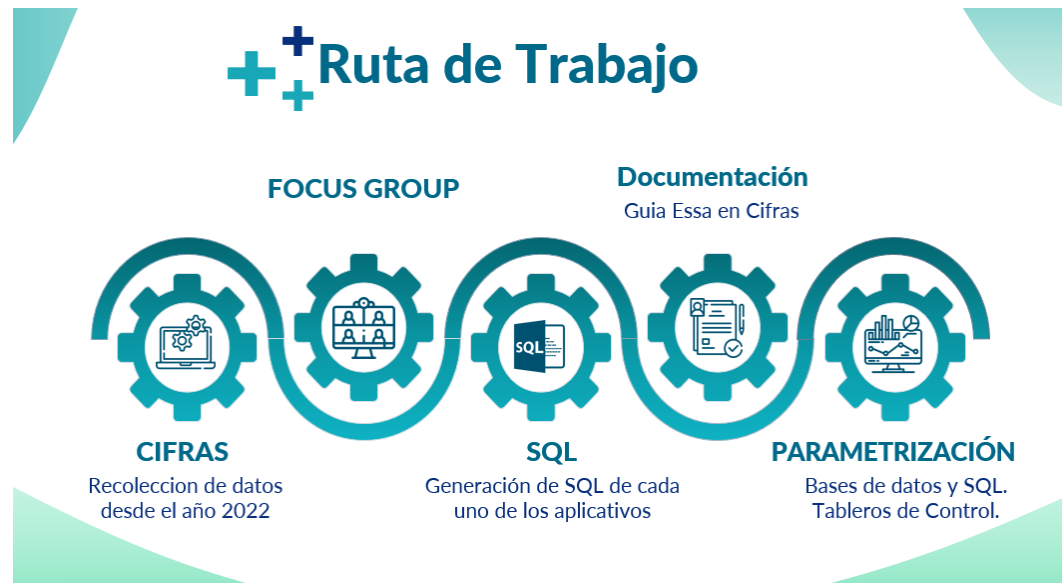 Ruta de Trabajo
CIFRAS
Recoleccion de datos
desde el año 2022
FOCUS GROUP
SQL
SQL
Generación de SQL de cada
uno de los aplicativos
Documentación
Guia Essa en Cifras
PARAMETRIZACIÓN
Bases de datos y SQL.
Tableros de Control.